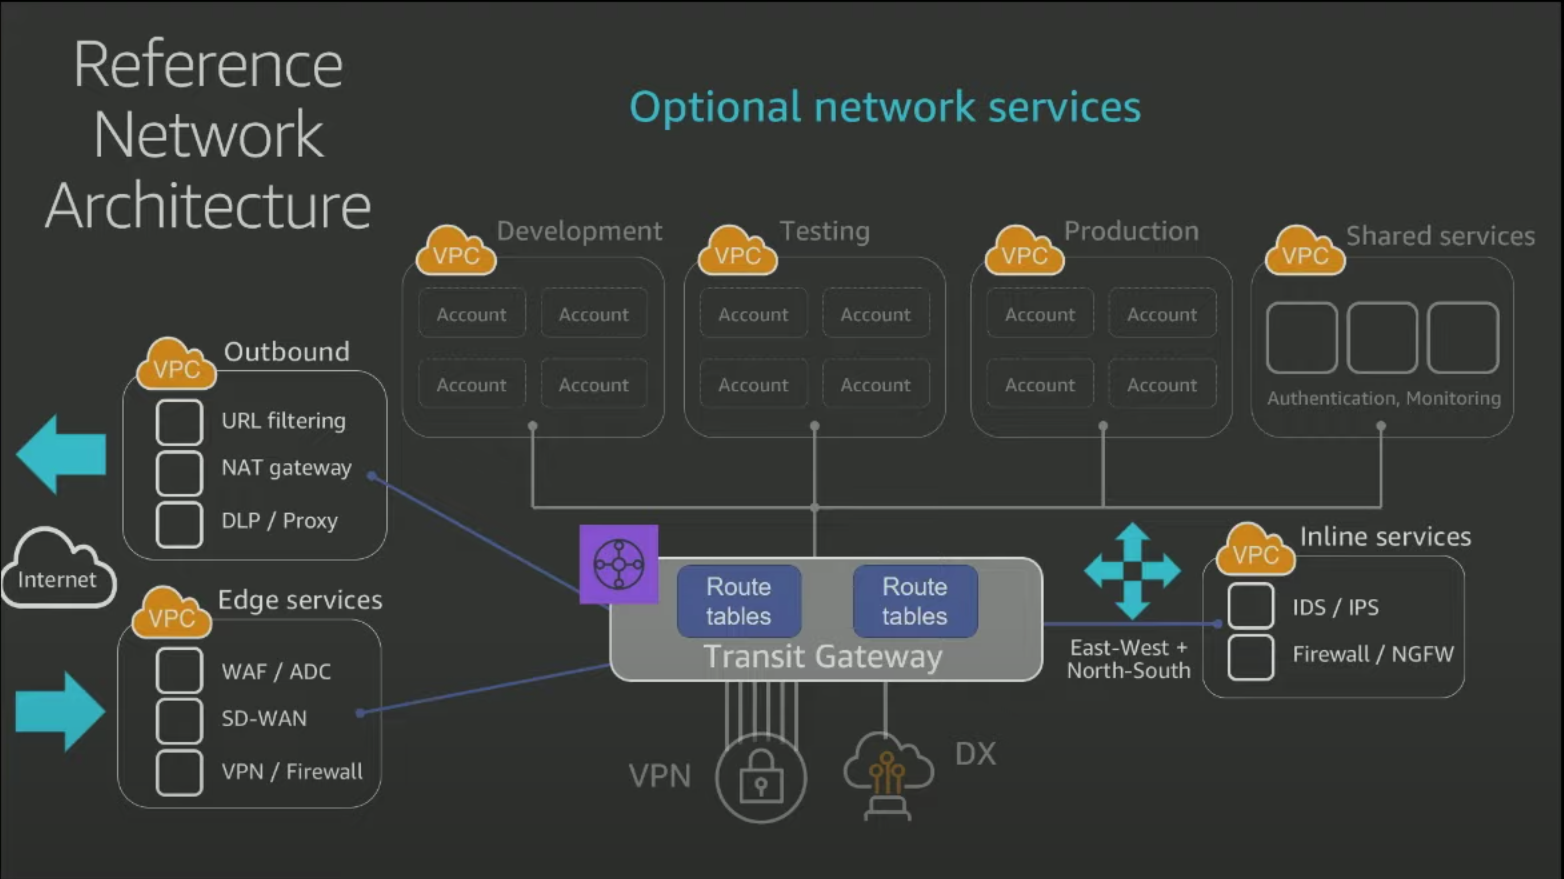 Reference
Network
Architecture
Optional network services
VPC
Development
Account
Account
Account
Account
VPC
Testing
Account
Account
Account
Account
VPC
Production
Account
Account
Account
Account
VPC
Shared services
Authentication, Monitoring
VPC
Outbound
URL filtering
NAT gateway
DLP / Proxy
Internet
VPC
Edge services
WAF / ADC
SD-WAN
VPN / Firewall
Route
tables
Route
tables
Transit Gateway
East-West +
North-South
VPC
Inline services
IDS / IPS
Firewall / NGFW
VPN
DX